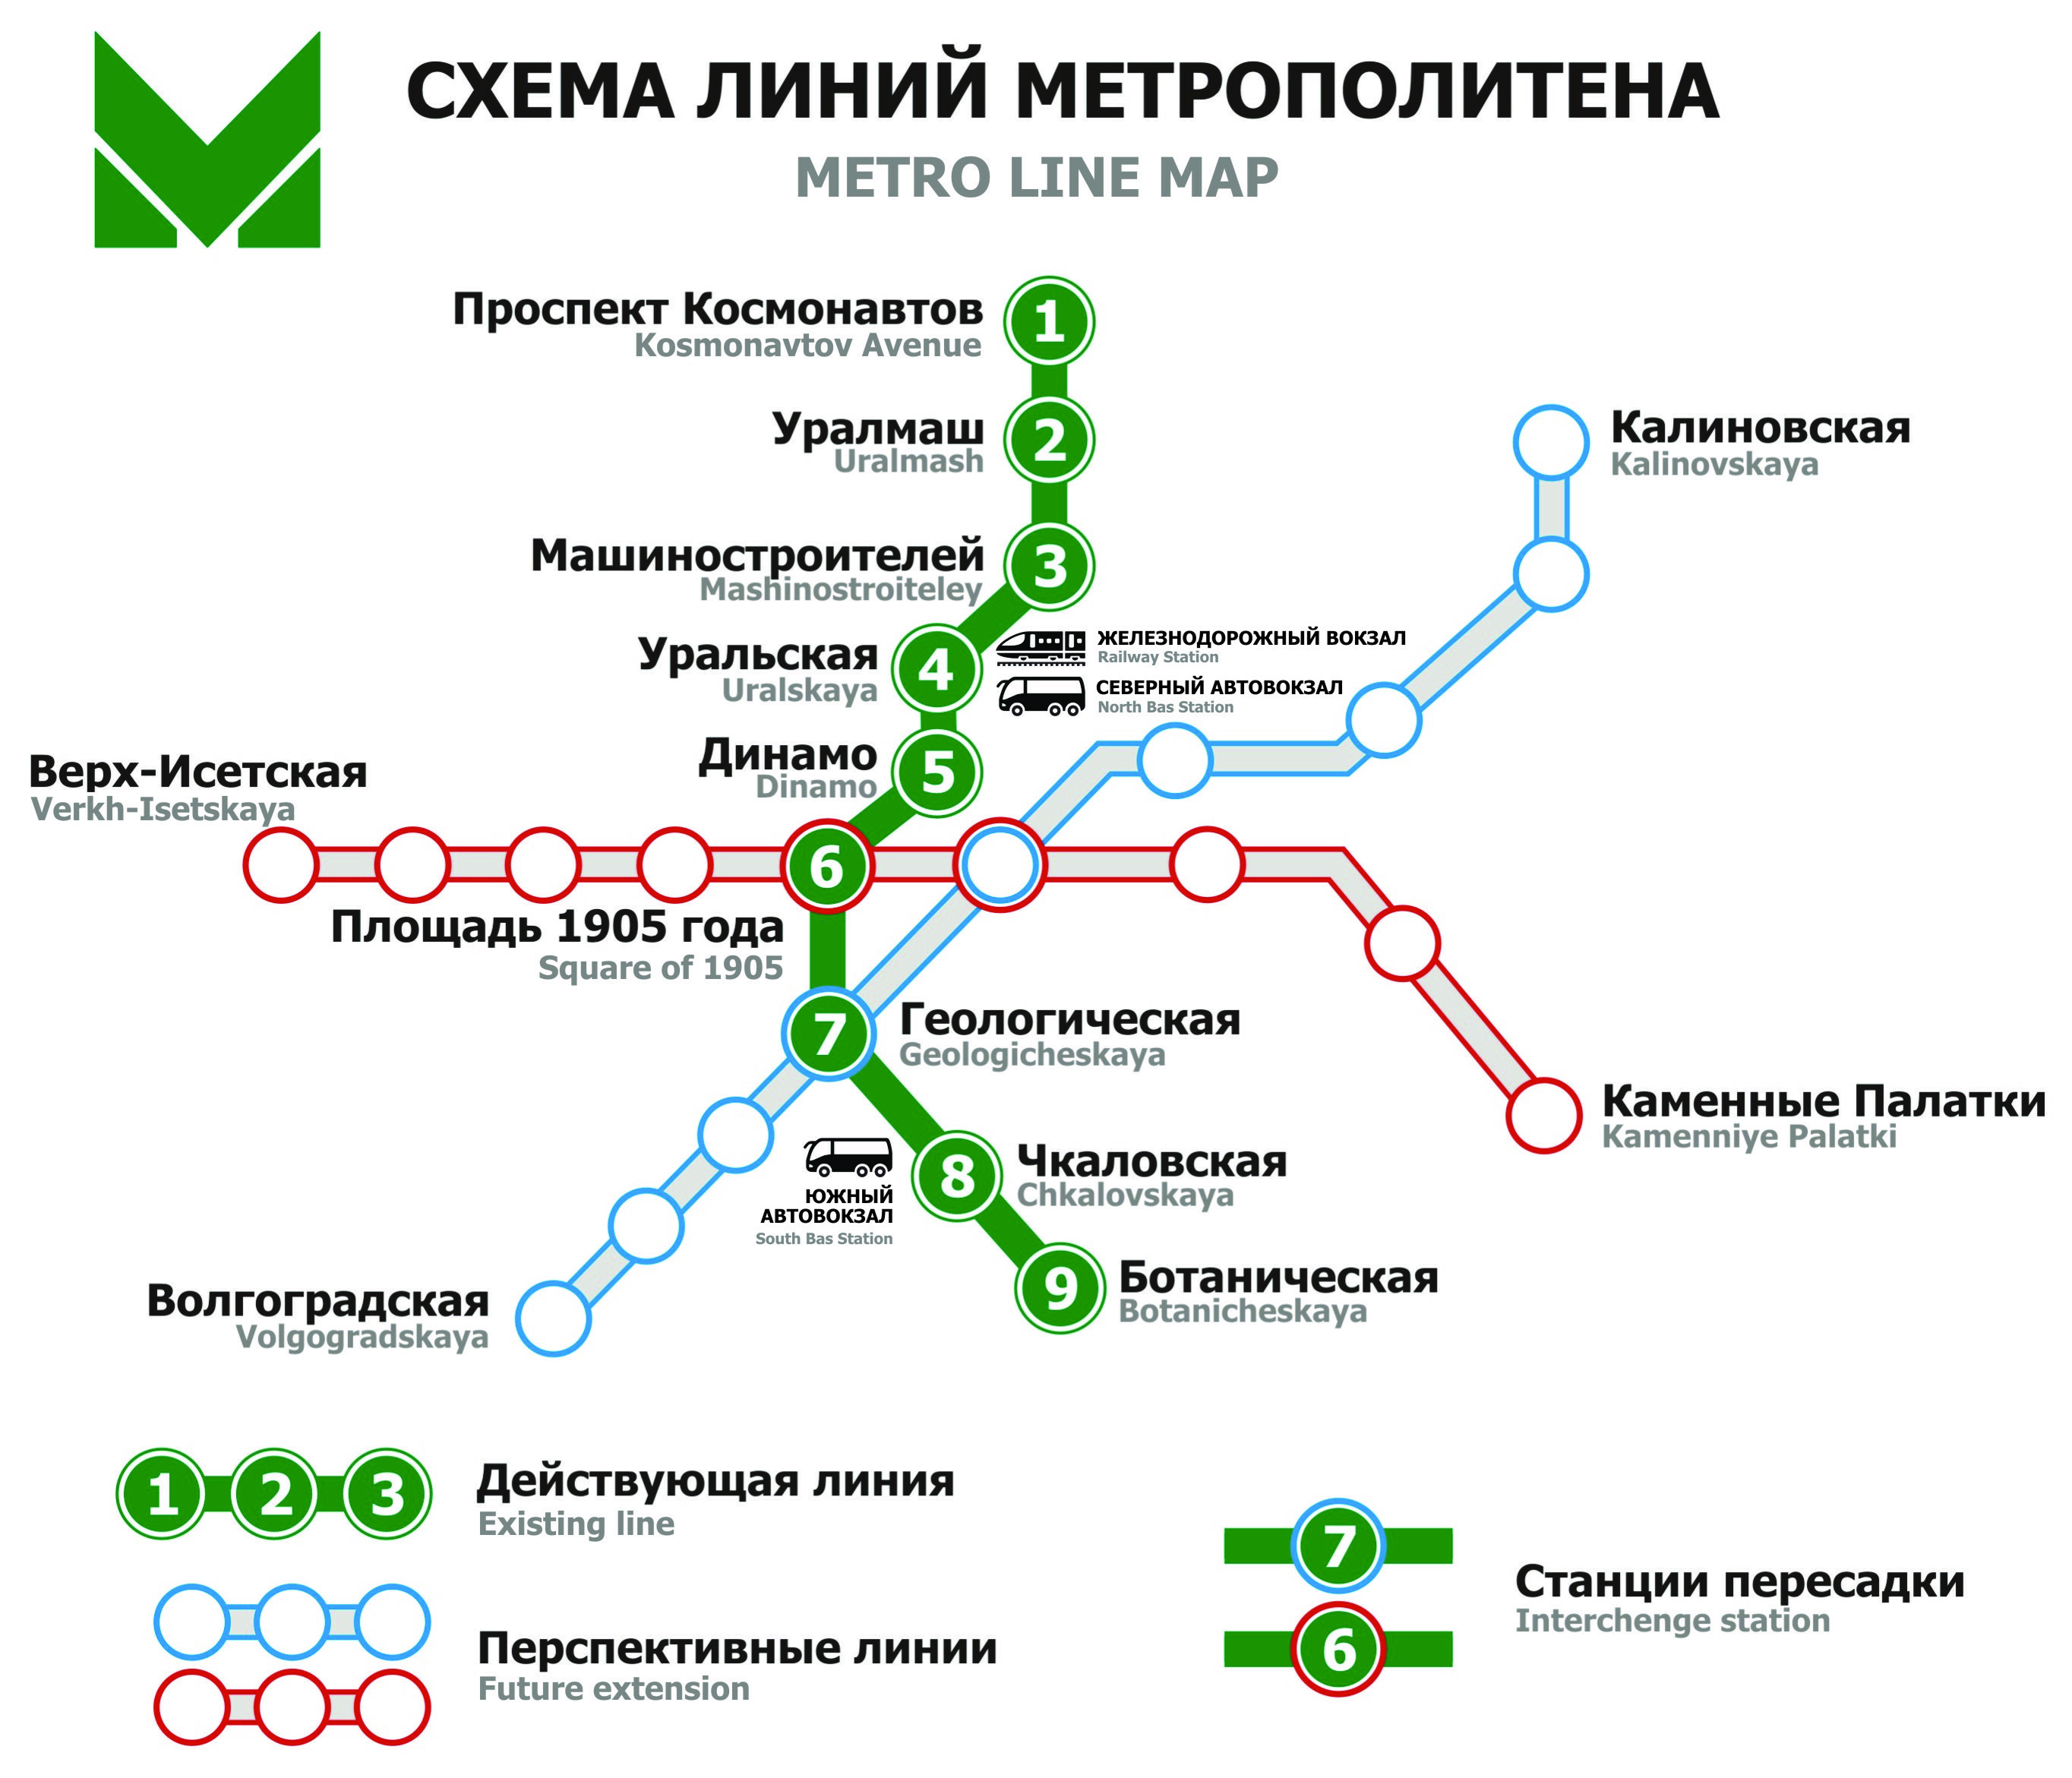 СХЕМА ЛИНИЙ МЕТРОПОЛИТЕНА
METRO LINE MAP
Проспект Космонавтов
Kosmonavtov Avenue
1
Уралмаш
Uralmash
2
Калиновская
Kalinovskaya
Машиностроителей
Mashinostroiteley
3
Уральская
Uralskaya
4
ЖЕЛЕЗНОДОРОЖНЫЙ ВОКЗАЛ
Railway Station
СЕВЕРНЫЙ АВТОВОКЗАЛ
North Bas Station
Динамо
Dinamo
5
Верх-Исетская
Verkh-Isetskaya
6
Площадь 1905 года
Square of 1905
7
Геологическая
Geologicheskaya
Каменные Палатки
Kamenniye Palatki
8
Чкаловская
Chkalovskaya
ЮЖНЫЙ
АВТОВОКЗАЛ
South Bas Station
9
Ботаническая
Botanicheskaya
Волгоградская
Volgogradskaya
1 2 3
Действующая линия
Existing line
Перспективные линии
Future extension
7
6
Станции пересадки
Interchenge station